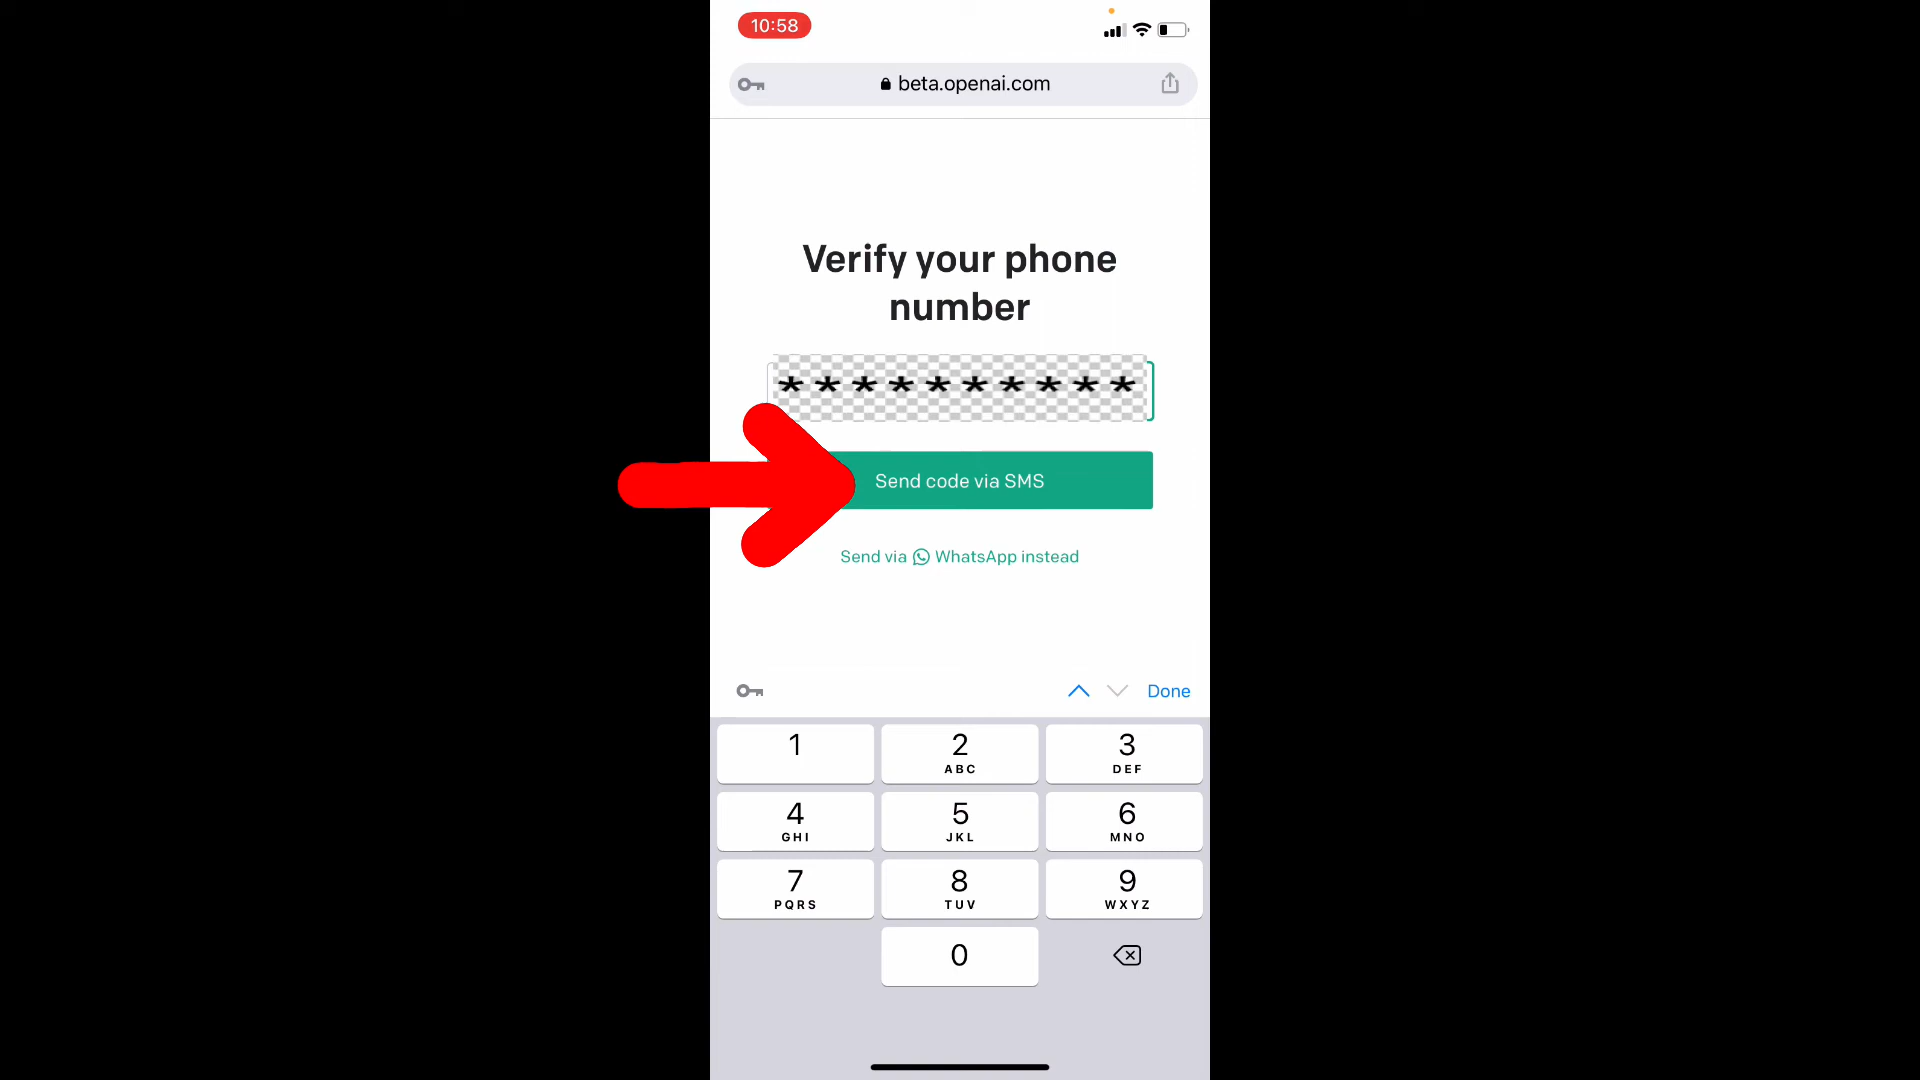 10:58
beta.openai.com
Verify your phone
number
* * * * * * * * * *
Send code via SMS
Send via WhatsApp instead
Done
1 2 3
ABC DEF
4 5 6
GHI JKL MNO
7 8 9
PQRS TUV WXYZ
0